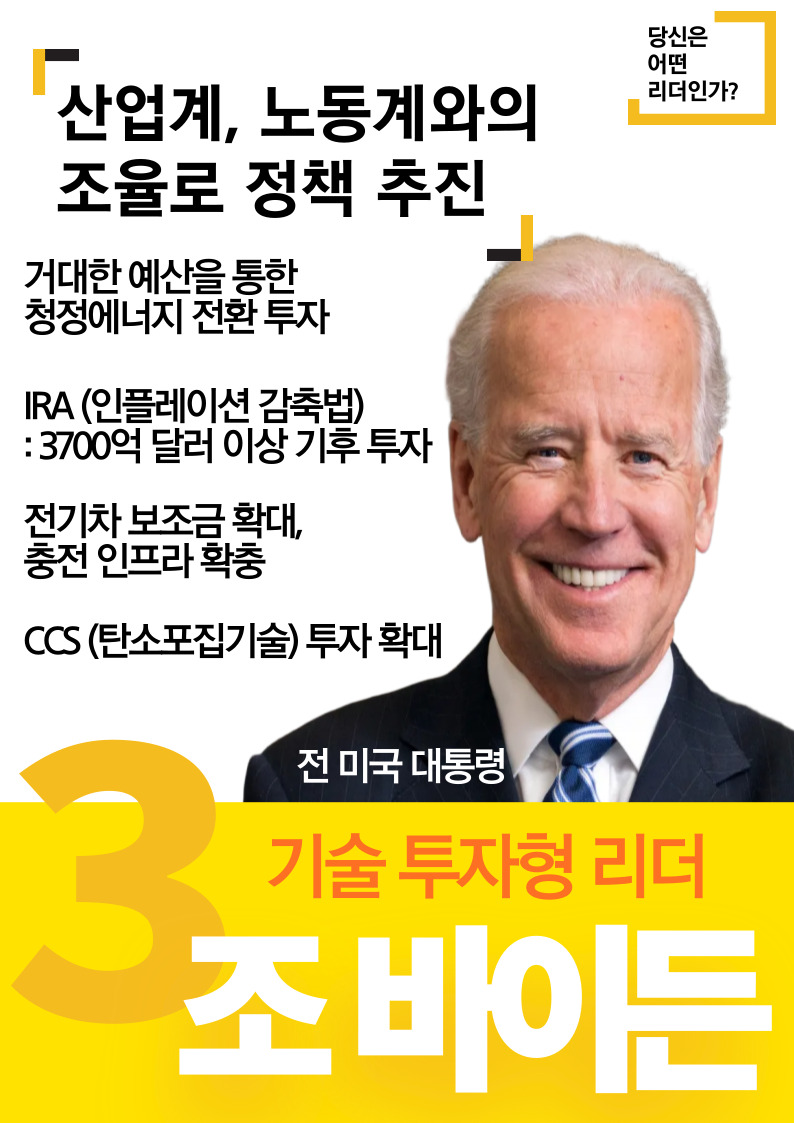 당신은
어떤
리더인가?
산업계, 노동계와의
조율로 정책 추진
거대한 예산을 통한
청정에너지 전환 투자
IRA (인플레이션 감축법)
: 3700억 달러 이상 기후 투자
전기차 보조금 확대,
충전 인프라 확충
CCS (탄소포집기술) 투자 확대
전 미국 대통령
3
기술 투자형 리더
조 바이든